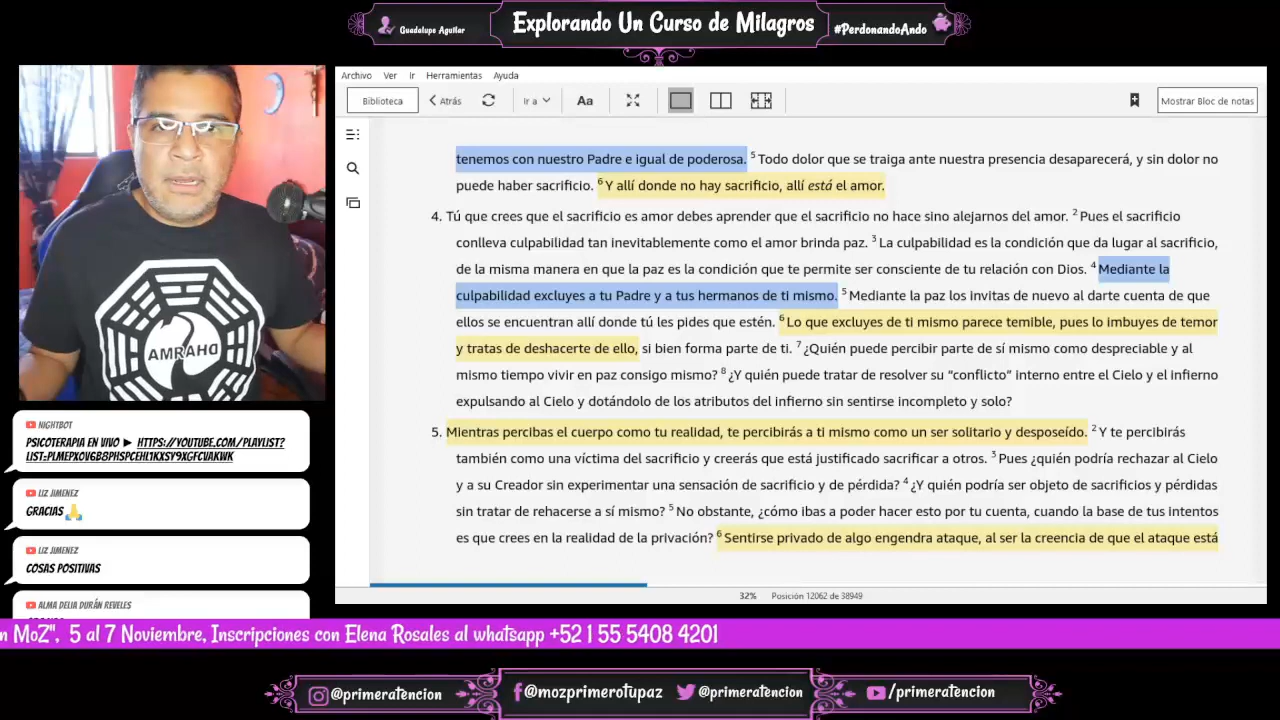 Guadalupe Aguilar
Explorando Un Curso de Milagros
#PerdonandoAndo
Archivo Ver Ir Herramientas Ayuda
Biblioteca Atrás Ir a Aa Mostrar Bloc de notas
tenemos con nuestro Padre e igual de poderosa. 5 Todo dolor que se traiga ante nuestra presencia desaparecerá, y sin dolor no
puede haber sacrificio. 6 Y allí donde no hay sacrificio, allí está el amor.
4. Tú que crees que el sacrificio es amor debes aprender que el sacrificio no hace sino alejarnos del amor. 2 Pues el sacrificio
conlleva culpabilidad tan inevitablemente como el amor brinda paz. 3 La culpabilidad es la condición que da lugar al sacrificio,
de la misma manera en que la paz es la condición que te permite ser consciente de tu relación con Dios. 4 Mediante la
culpabilidad excluyes a tu Padre y a tus hermanos de ti mismo. 5 Mediante la paz los invitas de nuevo al darte cuenta de que
ellos se encuentran allí donde tú les pides que estén. 6 Lo que excluyes de ti mismo parece temible, pues lo imbuyes de temor
y tratas de deshacerte de ello, si bien forma parte de ti. 7 ¿Quién puede percibir parte de sí mismo como despreciable y al
mismo tiempo vivir en paz consigo mismo? 8 ¿Y quién puede tratar de resolver su “conflicto” interno entre el Cielo y el infierno
expulsando al Cielo y dotándolo de los atributos del infierno sin sentirse incompleto y solo?
5. Mientras percibas el cuerpo como tu realidad, te percibirás a ti mismo como un ser solitario y desposeído. 2 Y te percibirás
también como una víctima del sacrificio y creerás que está justificado sacrificar a otros. 3 Pues ¿quién podría rechazar al Cielo
y a su Creador sin experimentar una sensación de sacrificio y de pérdida? 4 ¿Y quién podría ser objeto de sacrificios y pérdidas
sin tratar de rehacerse a sí mismo? 5 No obstante, ¿cómo ibas a poder hacer esto por tu cuenta, cuando la base de tus intentos
es que crees en la realidad de la privación? 6 Sentirse privado de algo engendra ataque, al ser la creencia de que el ataque está
32% Posición 12062 de 38949
AMRAHD
NIGHTBOT
PSICOTERAPIA EN VIVO ► HTTPS://YOUTUBE.COM/PLAYLIST?
LIST=PLMEPXOV6B8PHSPCEHL1KXSY9XGFCVAKWK
LIZ JIMENEZ
GRACIAS🙏
LIZ JIMENEZ
COSAS POSITIVAS
ALMA DELIA DURÁN REVELES
n MoZ", 5 al 7 Noviembre, Inscripciones con Elena Rosales al whatsapp +52 1 55 5408 4201
@primeratencion
@mozprimerotupaz
@primeratencion
/primeratencion